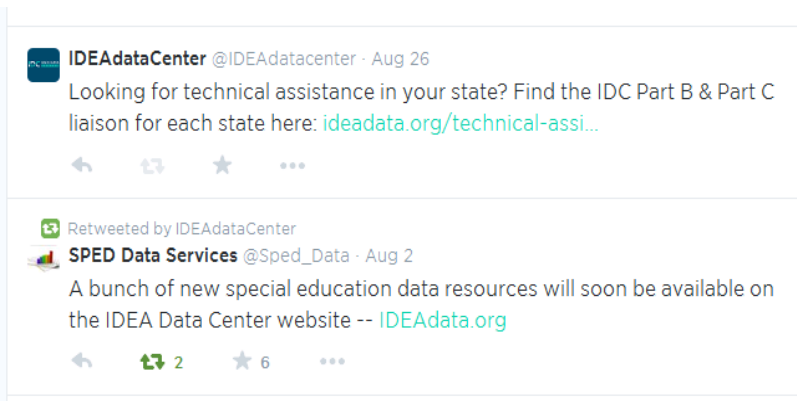 IDEAdataCenter @IDEAdatacenter · Aug 26
Looking for technical assistance in your state? Find the IDC Part B & Part C
liaison for each state here: ideadata.org/technical-assi...
Retweeted by IDEAdataCenter
SPED Data Services @Sped_Data · Aug 2
A bunch of new special education data resources will soon be available on
the IDEA Data Center website -- IDEAdata.org
2 6